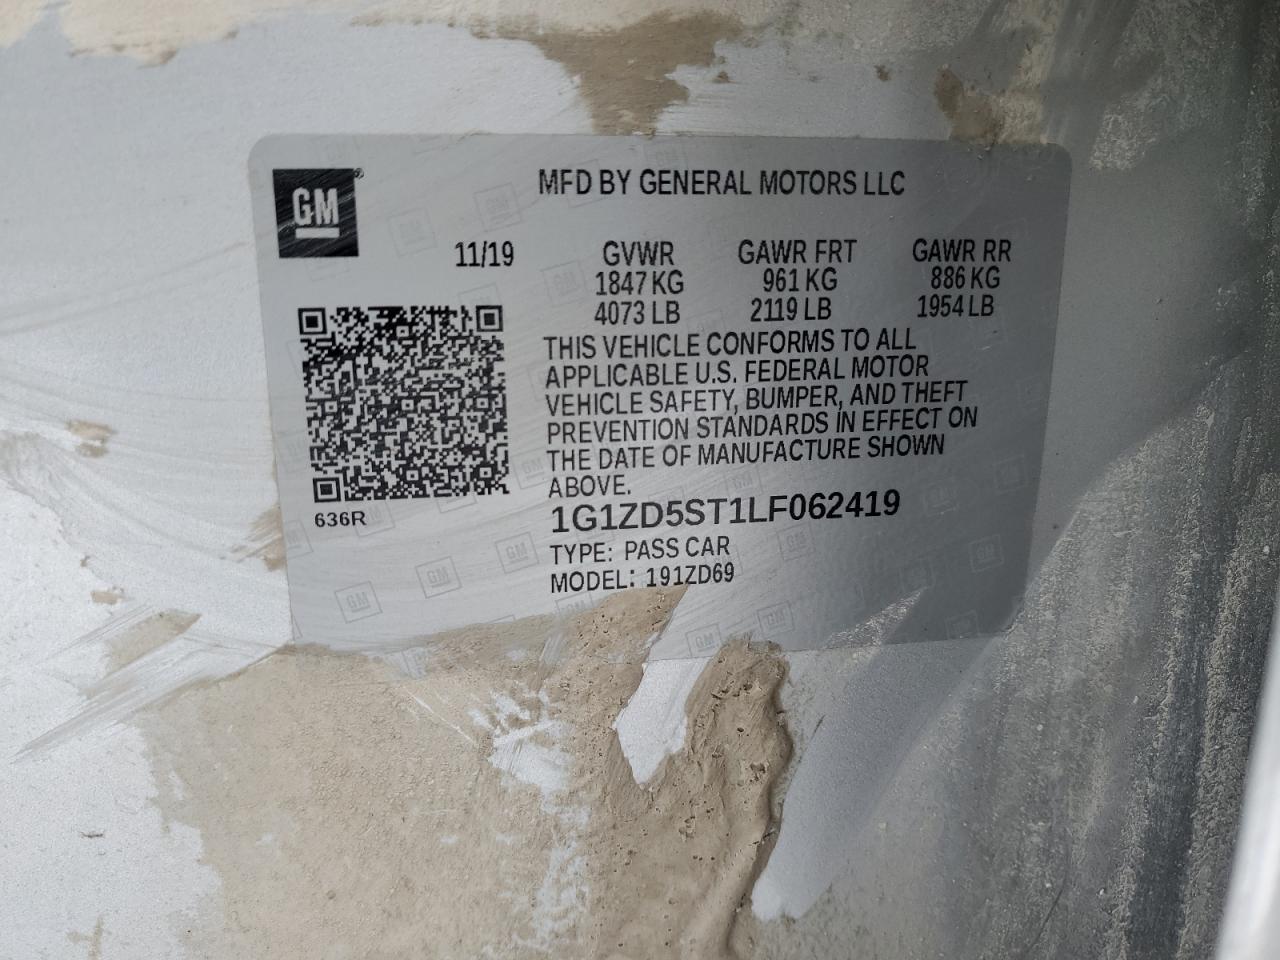 GM
MFD BY GENERAL MOTORS LLC
11/19 GVWR GAWR FRT GAWR RR
1847 KG 961 KG 886 KG
4073 LB 2119 LB 1954 LB
THIS VEHICLE CONFORMS TO ALL
APPLICABLE U.S. FEDERAL MOTOR
VEHICLE SAFETY, BUMPER, AND THEFT
PREVENTION STANDARDS IN EFFECT ON
THE DATE OF MANUFACTURE SHOWN
ABOVE.
636R
1G1ZD5ST1LF062419
TYPE: PASS CAR
MODEL: 191ZD69